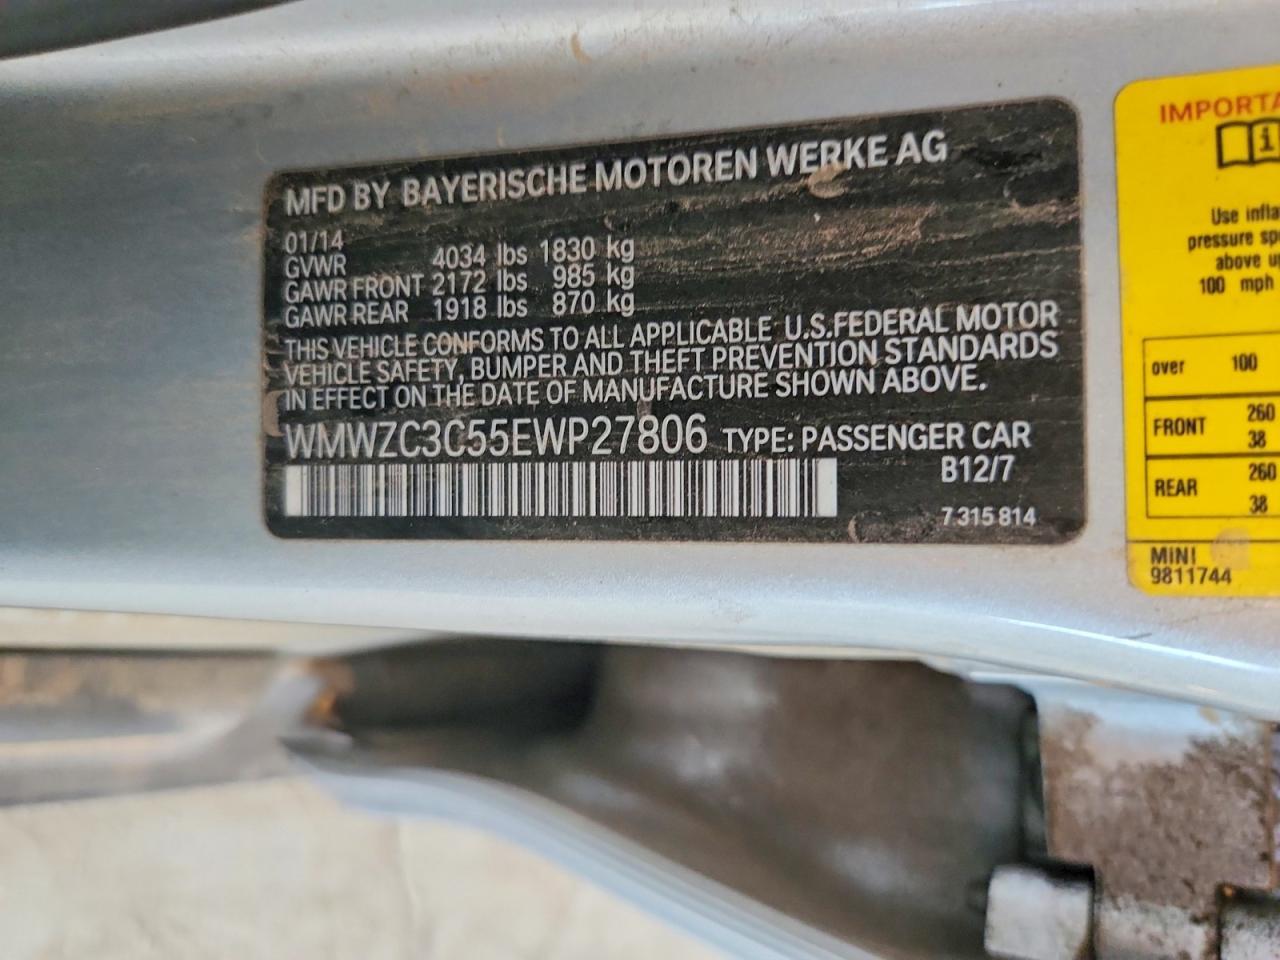 MFD BY BAYERISCHE MOTOREN WERKE AG
01/14
GVWR 4034 lbs 1830 kg
GAWR FRONT 2172 lbs 985 kg
GAWR REAR 1918 lbs 870 kg
THIS VEHICLE CONFORMS TO ALL APPLICABLE U.S.FEDERAL MOTOR
VEHICLE SAFETY, BUMPER AND THEFT PREVENTION STANDARDS
IN EFFECT ON THE DATE OF MANUFACTURE SHOWN ABOVE.
WMWZC3C55EWP27806 TYPE: PASSENGER CAR
B12/7
7 315 814
IMPORTA
i
Use infla
pressure sp
above u
100 mph
over 100
FRONT 260
38
REAR 260
38
MINI
9811744